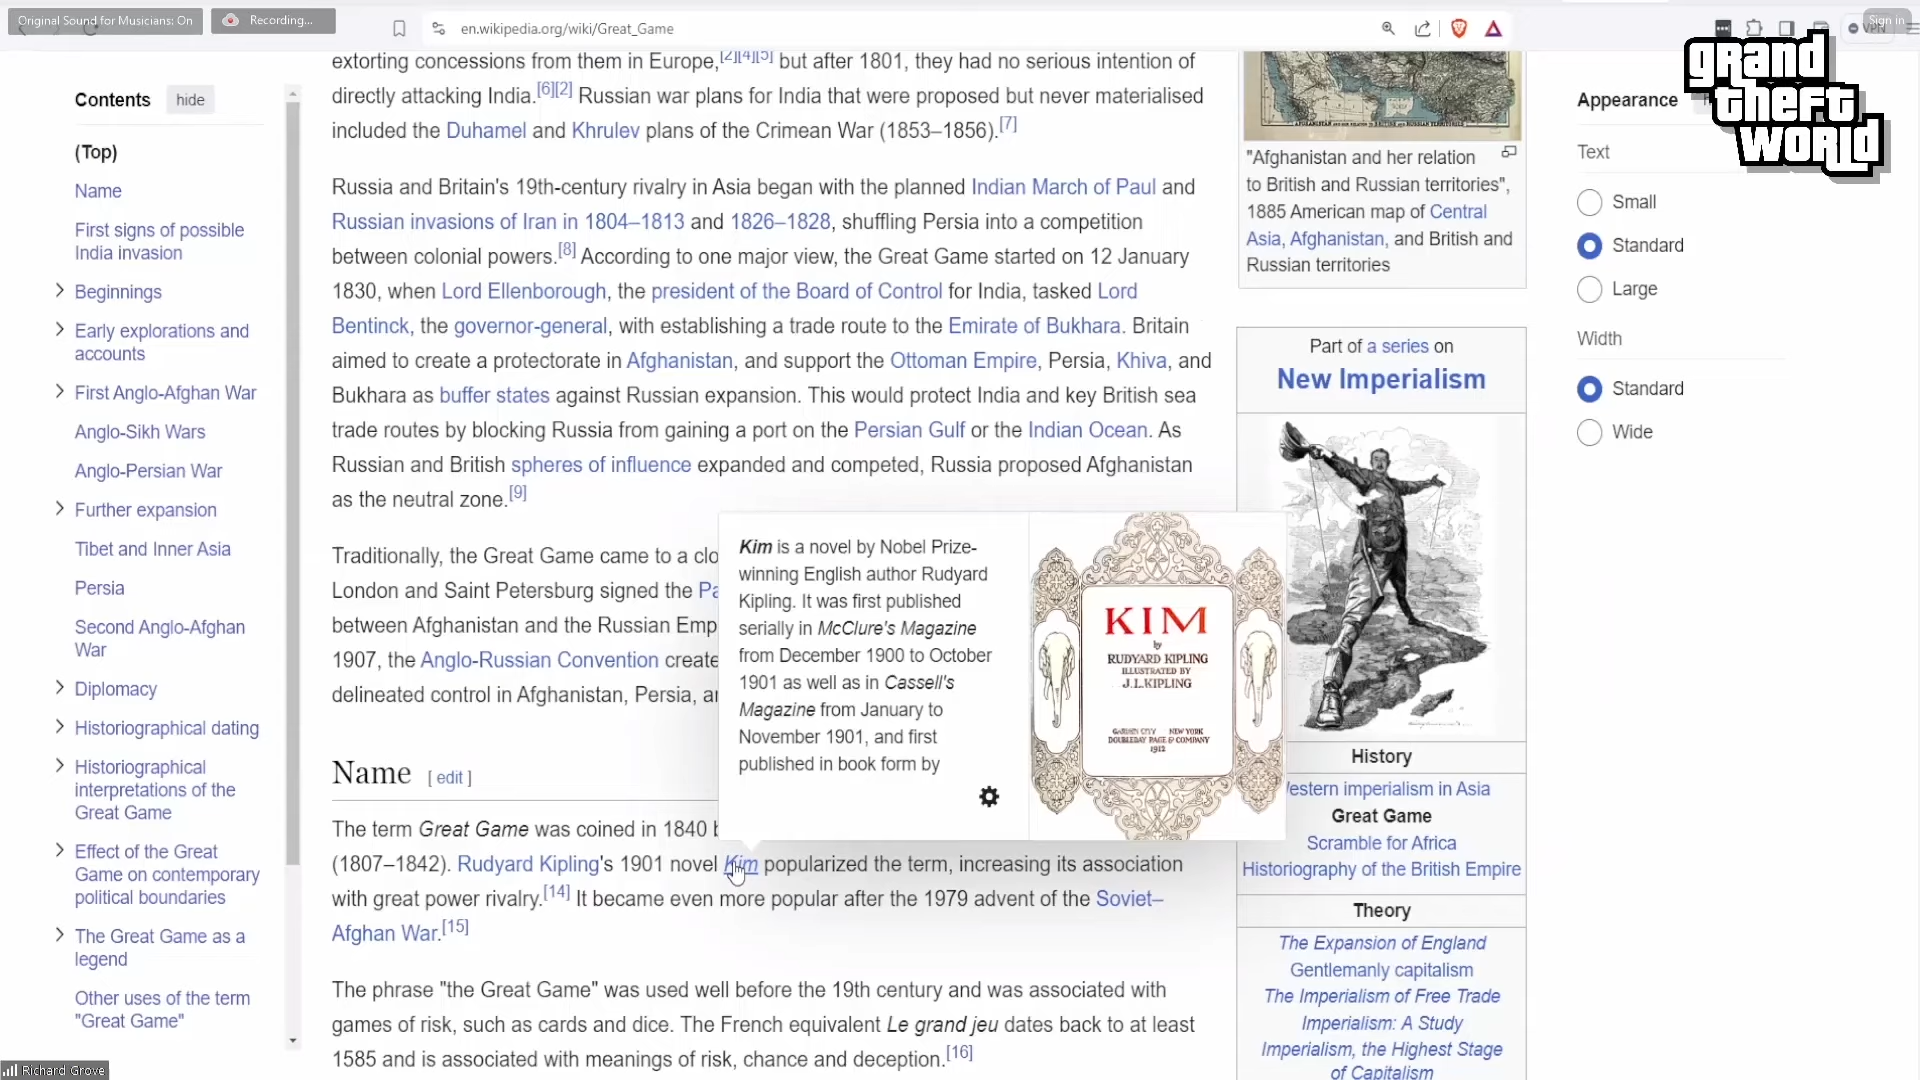 Original Sound for Musicians: On
Recording...
en.wikipedia.org/wiki/Great_Game
VPN
Sign in
grand
theft
world
Contents hide
(Top)
Name
First signs of possible
India invasion
Beginnings
Early explorations and
accounts
First Anglo-Afghan War
Anglo-Sikh Wars
Anglo-Persian War
Further expansion
Tibet and Inner Asia
Persia
Second Anglo-Afghan
War
Diplomacy
Historiographical dating
Historiographical
interpretations of the
Great Game
Effect of the Great
Game on contemporary
political boundaries
The Great Game as a
legend
Other uses of the term
"Great Game"
extorting concessions from them in Europe,[2][4][5] but after 1801, they had no serious intention of
directly attacking India.[6][2] Russian war plans for India that were proposed but never materialised
included the Duhamel and Khrulev plans of the Crimean War (1853–1856).[7]
Russia and Britain's 19th-century rivalry in Asia began with the planned Indian March of Paul and
Russian invasions of Iran in 1804–1813 and 1826–1828, shuffling Persia into a competition
between colonial powers.[8] According to one major view, the Great Game started on 12 January
1830, when Lord Ellenborough, the president of the Board of Control for India, tasked Lord
Bentinck, the governor-general, with establishing a trade route to the Emirate of Bukhara. Britain
aimed to create a protectorate in Afghanistan, and support the Ottoman Empire, Persia, Khiva, and
Bukhara as buffer states against Russian expansion. This would protect India and key British sea
trade routes by blocking Russia from gaining a port on the Persian Gulf or the Indian Ocean. As
Russian and British spheres of influence expanded and competed, Russia proposed Afghanistan
as the neutral zone.[9]
Traditionally, the Great Game came to a clo
London and Saint Petersburg signed the Pa
between Afghanistan and the Russian Emp
1907, the Anglo-Russian Convention create
delineated control in Afghanistan, Persia, ar
Name [ edit ]
The term Great Game was coined in 1840 b
(1807–1842). Rudyard Kipling's 1901 novel Kim popularized the term, increasing its association
with great power rivalry.[14] It became even more popular after the 1979 advent of the Soviet–
Afghan War.[15]
The phrase "the Great Game" was used well before the 19th century and was associated with
games of risk, such as cards and dice. The French equivalent Le grand jeu dates back to at least
1585 and is associated with meanings of risk, chance and deception.[16]
Kim is a novel by Nobel Prize-
winning English author Rudyard
Kipling. It was first published
serially in McClure's Magazine
from December 1900 to October
1901 as well as in Cassell's
Magazine from January to
November 1901, and first
published in book form by
KIM
by
RUDYARD KIPLING
ILLUSTRATED BY
J.L.KIPLING
GARDEN CITY NEW YORK
DOUBLEDAY PAGE & COMPANY
1912
"Afghanistan and her relation
to British and Russian territories",
1885 American map of Central
Asia, Afghanistan, and British and
Russian territories
Part of a series on
New Imperialism
History
Western imperialism in Asia
Great Game
Scramble for Africa
Historiography of the British Empire
Theory
The Expansion of England
Gentlemanly capitalism
The Imperialism of Free Trade
Imperialism: A Study
Imperialism, the Highest Stage
of Capitalism
Appearance
Text
Small
Standard
Large
Width
Standard
Wide
Richard Grove